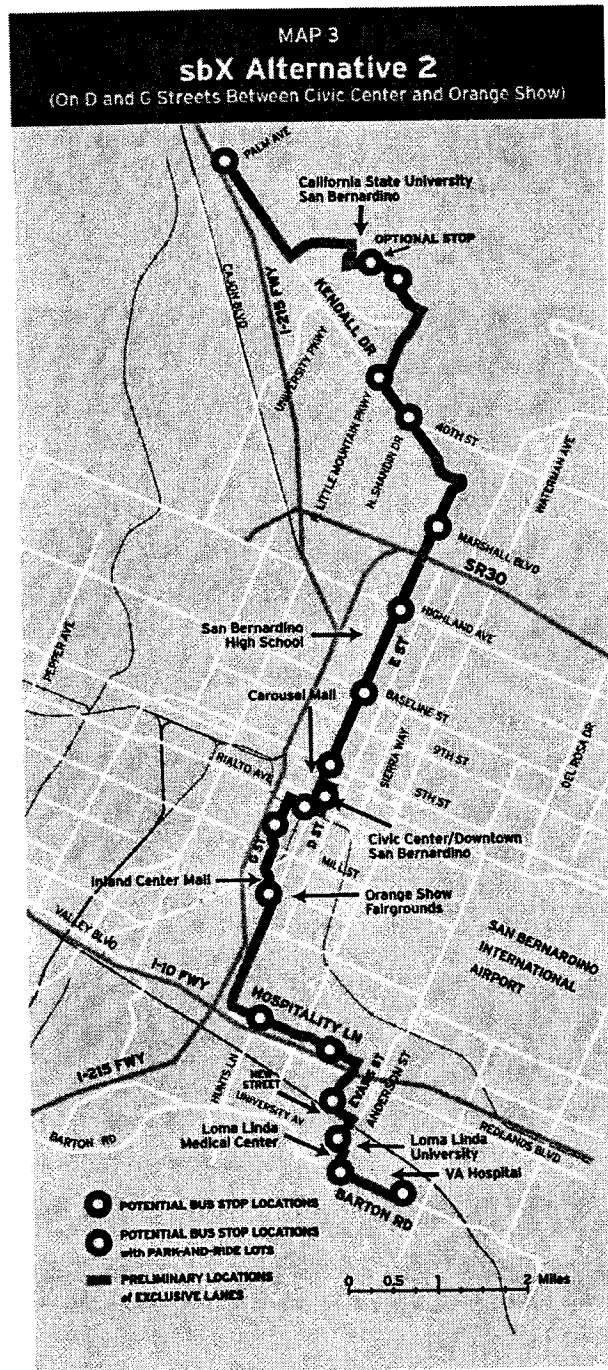 MAP 3
sbX Alternative 2
(On D and G Streets Between Civic Center and Orange Show)
PALM AVE
California State University
San Bernardino
OPTIONAL STOP
CAJON BLVD
I-215 FWY
KENDALL DR
UNIVERSITY PKWY
LITTLE MOUNTAIN PKWY
N. SHANDIN DR
40TH ST
WATERMAN AVE
MARSHALL BLVD
SR30
HIGHLAND AVE
San Bernardino
High School
E ST
PEPPER AVE
BASELINE ST
Carousel Mall
SIERRA WAY
9TH ST
DEL ROSA DR
RIALTO AVE
5TH ST
G ST
D ST
Civic Center/Downtown
San Bernardino
MILL ST
Inland Center Mall
Orange Show
Fairgrounds
VALLEY BLVD
SAN BERNARDINO
INTERNATIONAL
AIRPORT
I-10 FWY
HOSPITALITY LN
I-215 FWY
HUNTS LN
NEW
STREET
EVANS ST
ANDERSON ST
UNIVERSITY AV
REDLANDS BLVD
BARTON RD
Loma Linda
Medical Center
Loma Linda
University
VA Hospital
BARTON RD
POTENTIAL BUS STOP LOCATIONS
POTENTIAL BUS STOP LOCATIONS
with PARK-AND-RIDE LOTS
PRELIMINARY LOCATIONS
of EXCLUSIVE LANES
0 0.5 1 2 Miles